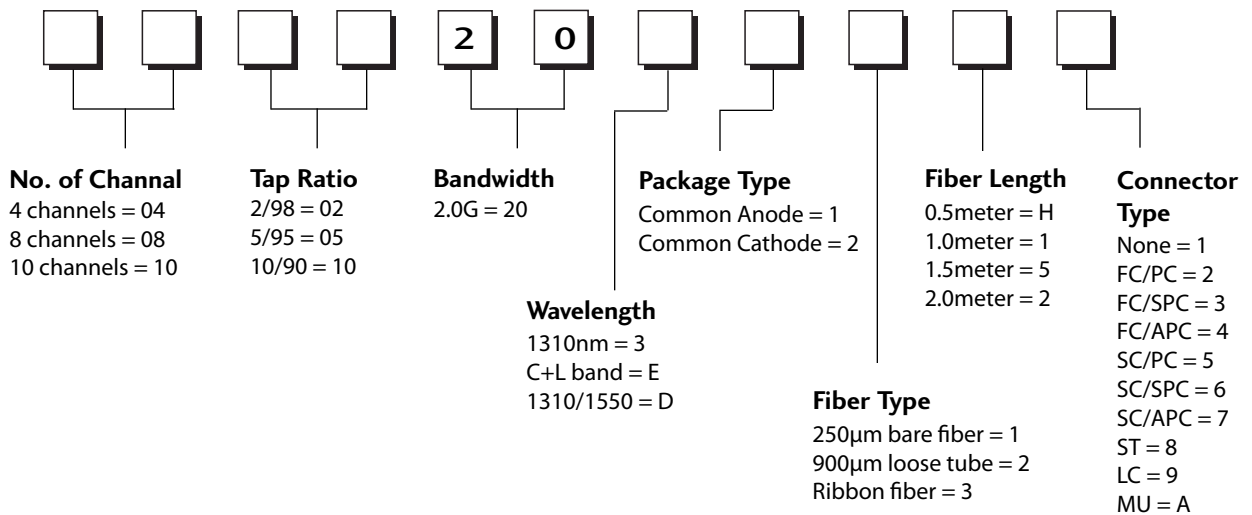 2 0
No. of Channal
4 channels = 04
8 channels = 08
10 channels = 10
Tap Ratio
2/98 = 02
5/95 = 05
10/90 = 10
Bandwidth
2.0G = 20
Wavelength
1310nm = 3
C+L band = E
1310/1550 = D
Package Type
Common Anode = 1
Common Cathode = 2
Fiber Type
250µm bare fiber = 1
900µm loose tube = 2
Ribbon fiber = 3
Fiber Length
0.5meter = H
1.0meter = 1
1.5meter = 5
2.0meter = 2
Connector
Type
None = 1
FC/PC = 2
FC/SPC = 3
FC/APC = 4
SC/PC = 5
SC/SPC = 6
SC/APC = 7
ST = 8
LC = 9
MU = A